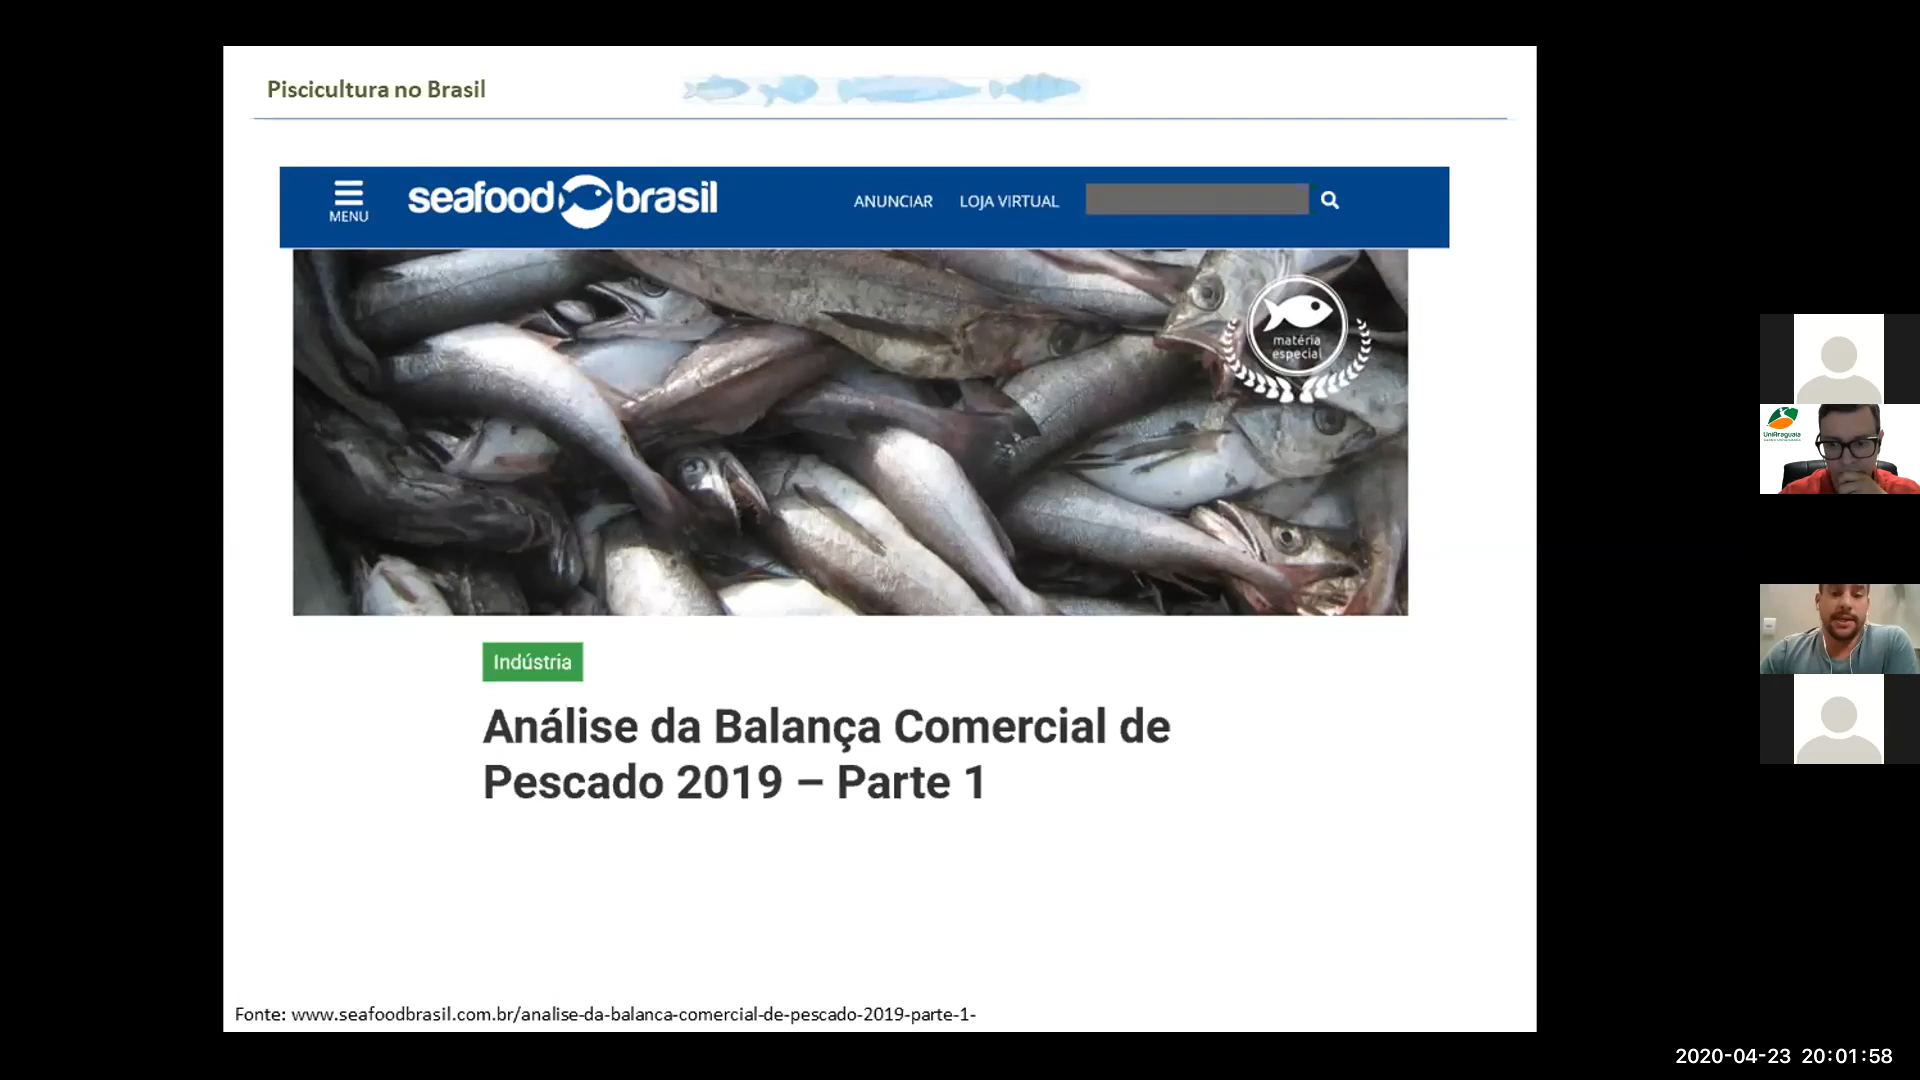 Piscicultura no Brasil
MENU
seafood brasil
ANUNCIAR
LOJA VIRTUAL
matéria
especial
Indústria
Análise da Balança Comercial de
Pescado 2019 – Parte 1
Fonte: www.seafoodbrasil.com.br/analise-da-balanca-comercial-de-pescado-2019-parte-1-
UniAraguaia
2020-04-23 20:01:58